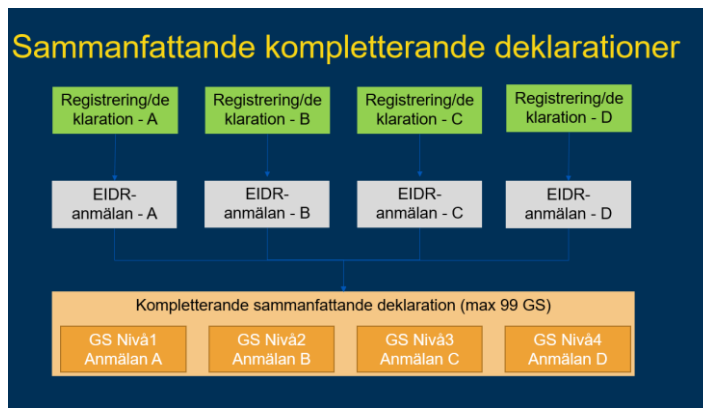 Sammanfattande kompletterande deklarationer
Registrering/de
klaration - A
Registrering/de
klaration - B
Registrering/de
klaration - C
Registrering/de
klaration - D
EIDR-
anmälan - A
EIDR-
anmälan - B
EIDR-
anmälan - C
EIDR-
anmälan - D
Kompletterande sammanfattande deklaration (max 99 GS)
GS Nivå1
Anmälan A
GS Nivå2
Anmälan B
GS Nivå3
Anmälan C
GS Nivå4
Anmälan D